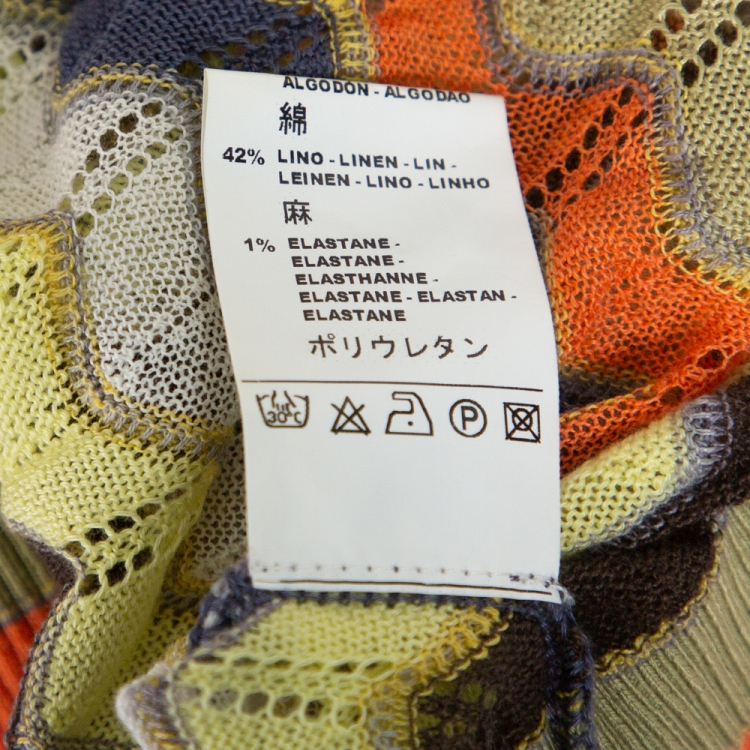 ALGODON - ALGODAO
綿
42% LINO - LINEN - LIN -
LEINEN - LINO - LINHO
麻
1% ELASTANE -
ELASTANE -
ELASTHANNE -
ELASTANE - ELASTAN -
ELASTANE
ポリウレタン
30°C
P